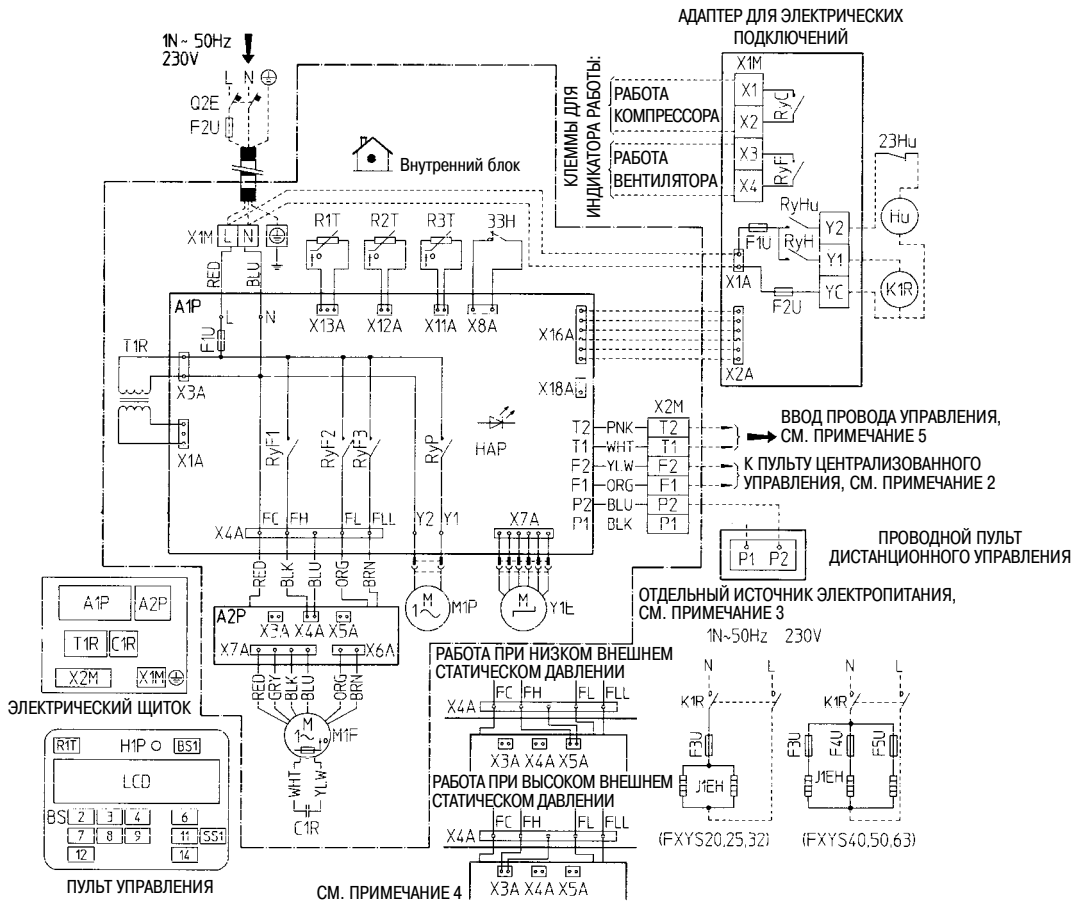 АДАПТЕР ДЛЯ ЭЛЕКТРИЧЕСКИХ
ПОДКЛЮЧЕНИЙ
1N~ 50Hz
230V
L N
Q2E
F2U
Внутренний блок
КЛЕММЫ ДЛЯ
ИНДИКАТОРА РАБОТЫ:
РАБОТА
КОМПРЕССОРА
РАБОТА
ВЕНТИЛЯТОРА
X1M
X1
X2
X3
X4
RyC
RyF
23Hu
Hu
RyHu
RyH
F1U
F2U
Y2
Y1
YC
K1R
X1A
X2A
X1M L N
RED
BLU
R1T R2T R3T 33H
X13A X12A X11A X8A
A1P
L N
F1U
T1R
X3A
X1A
X16A
X18A
RyF1
RyF2
RyF3
RyP
HAP
X2M
T2 PNK T2
T1 WHT T1
F2 YLW F2
F1 ORG F1
P2 BLU P2
P1 BLK P1
ВВОД ПРОВОДА УПРАВЛЕНИЯ,
СМ. ПРИМЕЧАНИЕ 5
К ПУЛЬТУ ЦЕНТРАЛИЗОВАННОГО
УПРАВЛЕНИЯ, СМ. ПРИМЕЧАНИЕ 2
P1 P2
ПРОВОДНОЙ ПУЛЬТ
ДИСТАНЦИОННОГО УПРАВЛЕНИЯ
X4A FC FH FL FLL
Y2 Y1
X7A
RED BLK BLU ORG BRN
M
1~
M1P
M
Y1E
A2P
X3A X4A X5A
X7A X6A
RED GRY BLK BLU ORG BRN
M
1~
M1F
WHT YLW
C1R
A1P A2P
T1R C1R
X2M X1M
ЭЛЕКТРИЧЕСКИЙ ЩИТОК
R1T H1P BS1
LCD
BS 2 3 4 6
7 8 9 11 SS1
12 14
ПУЛЬТ УПРАВЛЕНИЯ
РАБОТА ПРИ НИЗКОМ ВНЕШНЕМ
СТАТИЧЕСКОМ ДАВЛЕНИИ
X4A FC FH FL FLL
X3A X4A X5A
РАБОТА ПРИ ВЫСОКОМ ВНЕШНЕМ
СТАТИЧЕСКОМ ДАВЛЕНИИ
X4A FC FH FL FLL
X3A X4A X5A
СМ. ПРИМЕЧАНИЕ 4
ОТДЕЛЬНЫЙ ИСТОЧНИК ЭЛЕКТРОПИТАНИЯ,
СМ. ПРИМЕЧАНИЕ 3
1N~50Hz 230V
N L
K1R
F3U
J1EH
(FXYS20,25,32)
N L
K1R
F3U F4U F5U
J1EH
(FXYS40,50,63)